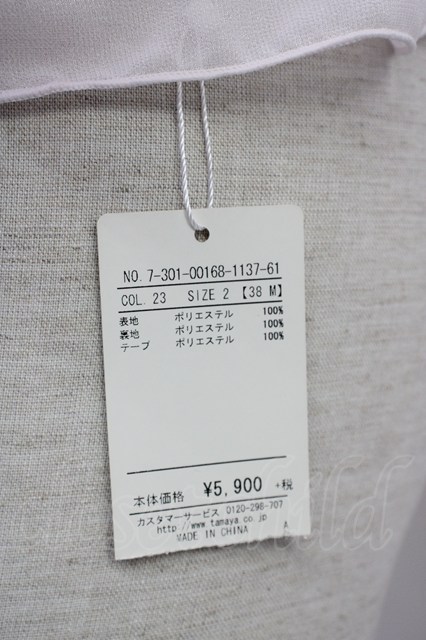 NO. 7-301-00168-1137-61
COL. 23 SIZE 2 【38 M】
表地 ポリエステル 100%
裏地 ポリエステル 100%
テープ ポリエステル 100%
本体価格 ¥5,900 +税
カスタマーサービス 0120-298-707
http://www.tamaya.co.jp
MADE IN CHINA A